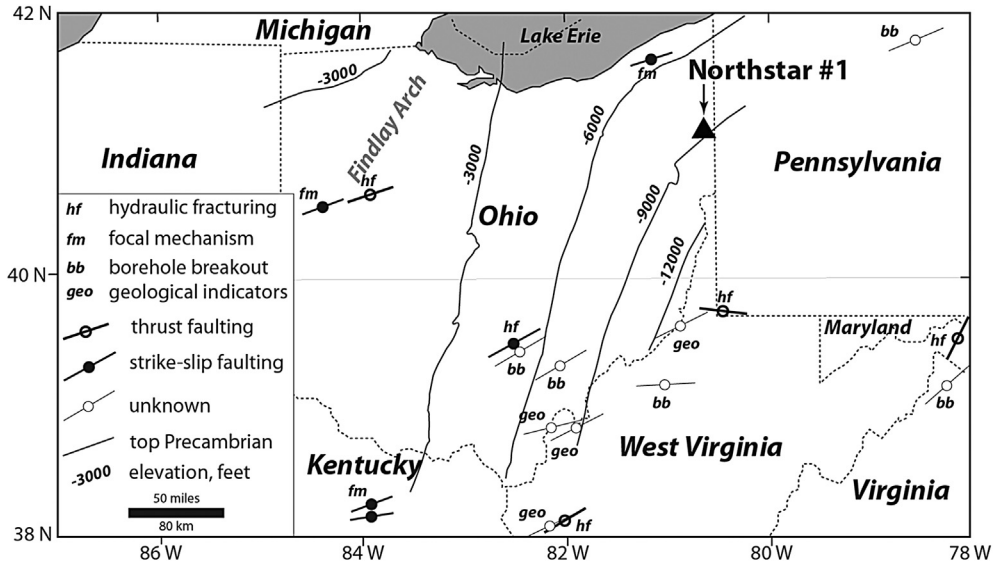 42 N
Michigan
Lake Erie
bb
-3000
fm
Northstar #1
Findlay Arch
-6000
Indiana
-3000
Pennsylvania
hf
fm
hf hydraulic fracturing
Ohio
-9000
fm focal mechanism
bb borehole breakout
-12000
40 N
geo geological indicators
hf
thrust faulting
hf
geo
Maryland
hf
strike-slip faulting
bb
bb
unknown
bb
bb
geo
top Precambrian
geo
West Virginia
Kentucky
-3000 elevation, feet
fm
Virginia
50 miles
80 km
geo
hf
38 N
86 W
84 W
82 W
80 W
78 W